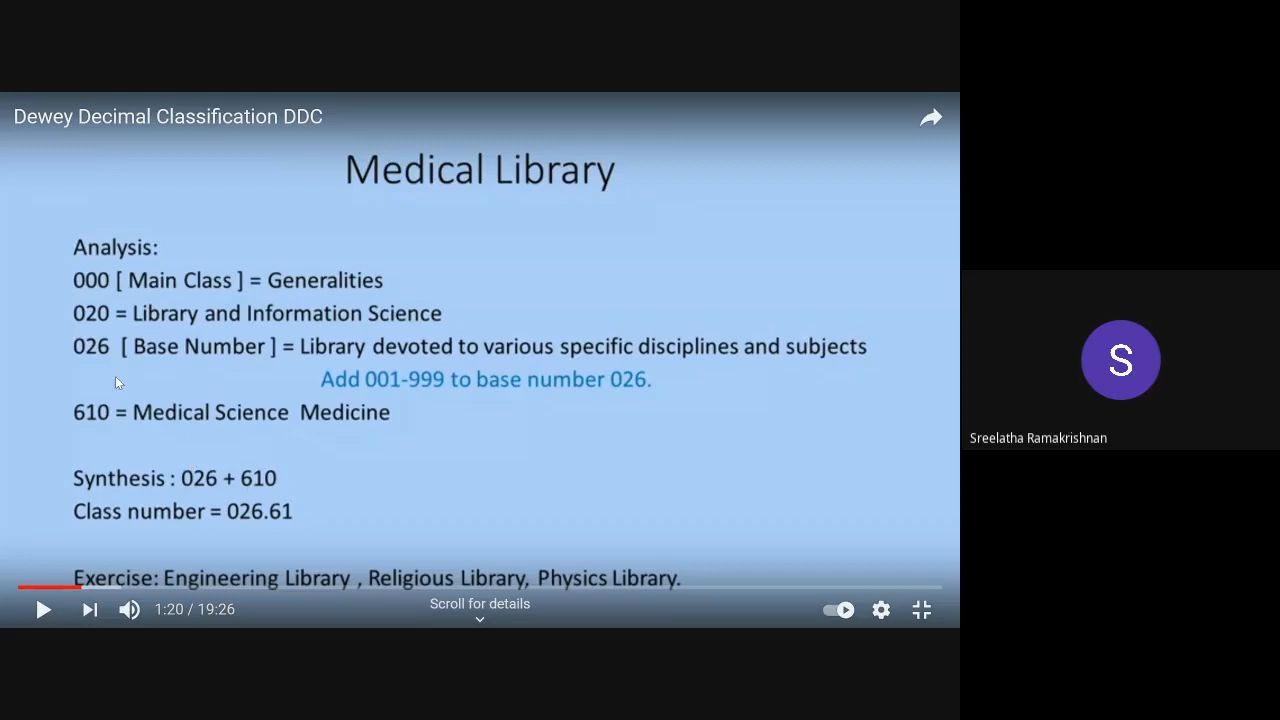 Dewey Decimal Classification DDC
Medical Library
Analysis:
000 [ Main Class ] = Generalities
020 = Library and Information Science
026 [ Base Number ] = Library devoted to various specific disciplines and subjects
Add 001-999 to base number 026.
610 = Medical Science Medicine
Synthesis : 026 + 610
Class number = 026.61
Exercise: Engineering Library , Religious Library, Physics Library.
1:20 / 19:26
Scroll for details
S
Sreelatha Ramakrishnan